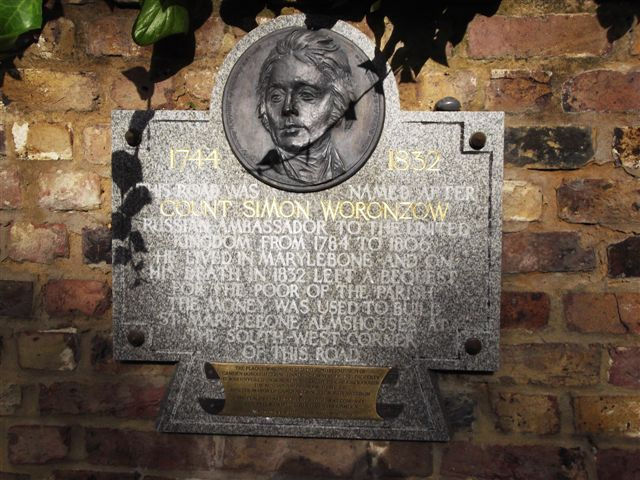 1744 1832
THIS ROAD WAS NAMED AFTER
COUNT SIMON WORONZOW
RUSSIAN AMBASSADOR TO THE UNITED
KINGDOM FROM 1784 TO 1806
HE LIVED IN MARYLEBONE AND ON
HIS DEATH IN 1832 LEFT A BEQUEST
TO THE POOR OF THE PARISH
THE MONEY WAS USED TO BUILD
ST MARYLEBONE ALMSHOUSES AT
THE SOUTH-WEST CORNER
OF THIS ROAD